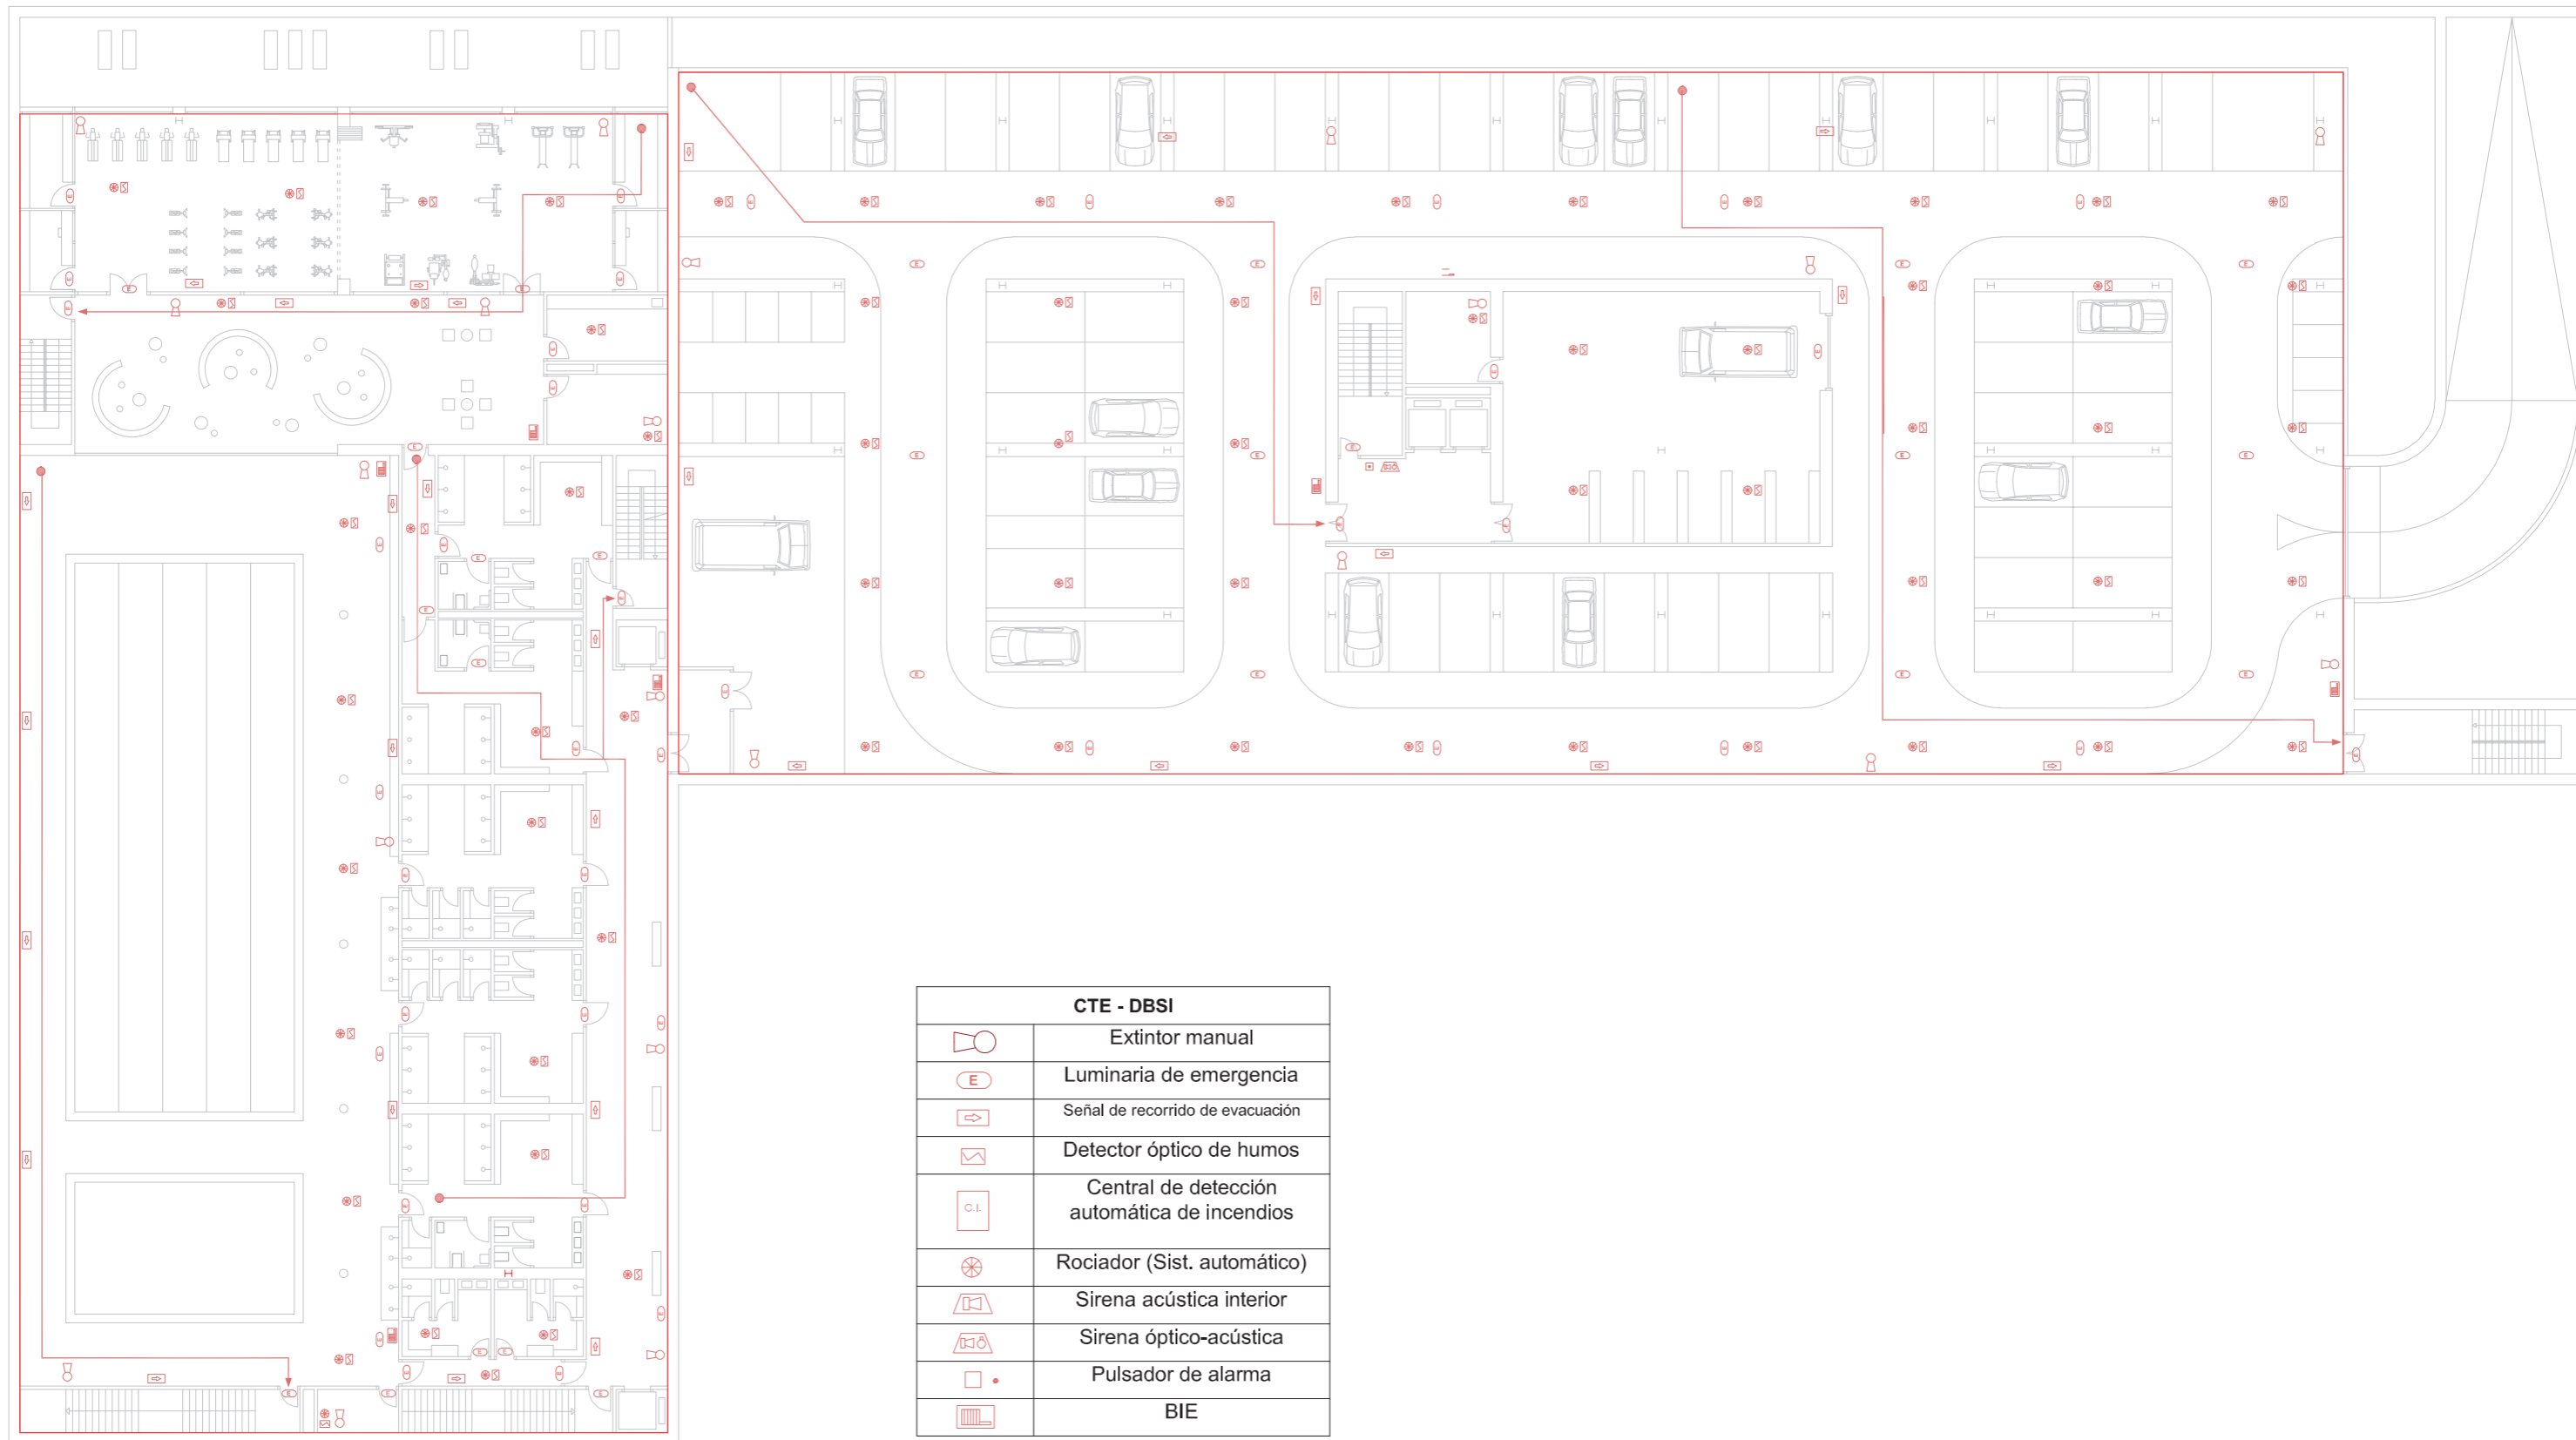 CTE - DBSI
Extintor manual
E
Luminaria de emergencia
Señal de recorrido de evacuación
Detector óptico de humos
C.I.
Central de detección
automática de incendios
Rociador (Sist. automático)
Sirena acústica interior
Sirena óptico-acústica
Pulsador de alarma
BIE